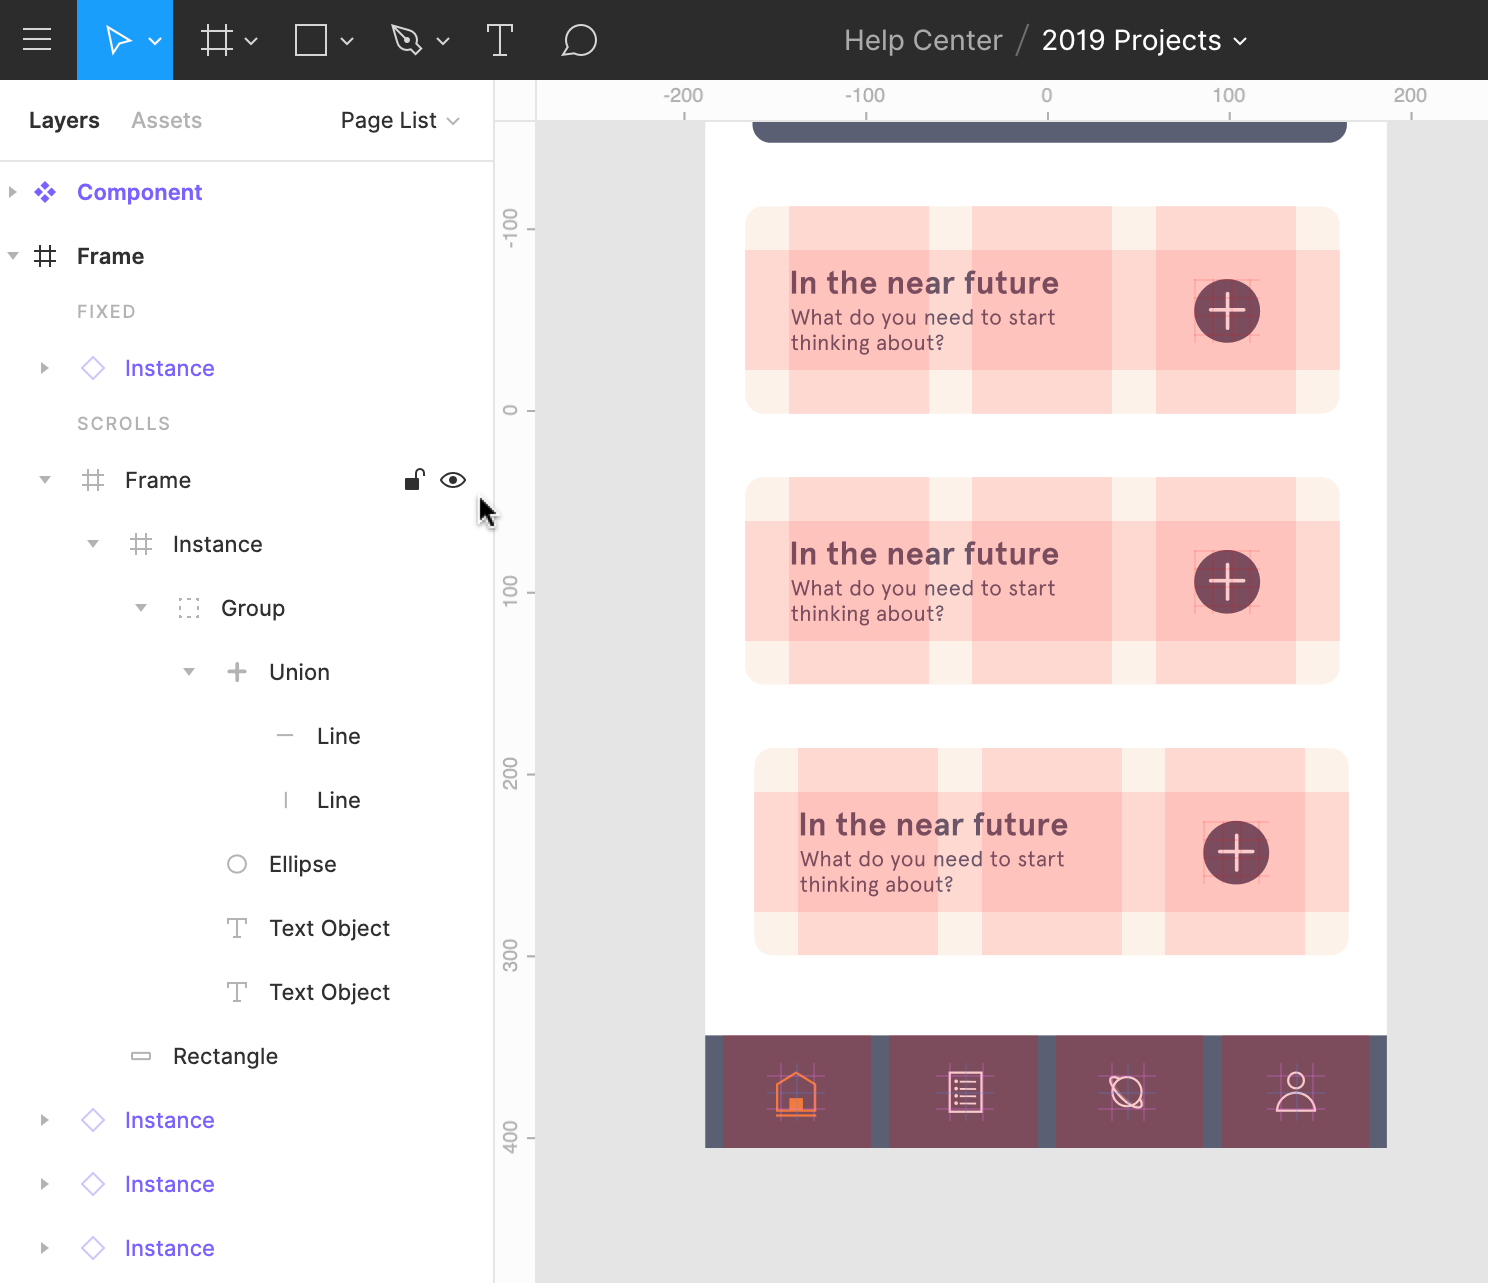 Help Center / 2019 Projects
Layers Assets Page List
-200 -100 0 100 200
Component
Frame
FIXED
Instance
SCROLLS
Frame
Instance
Group
Union
Line
Line
Ellipse
Text Object
Text Object
Rectangle
Instance
Instance
Instance
-100
0
100
200
300
400
In the near future
What do you need to start
thinking about?
In the near future
What do you need to start
thinking about?
In the near future
What do you need to start
thinking about?